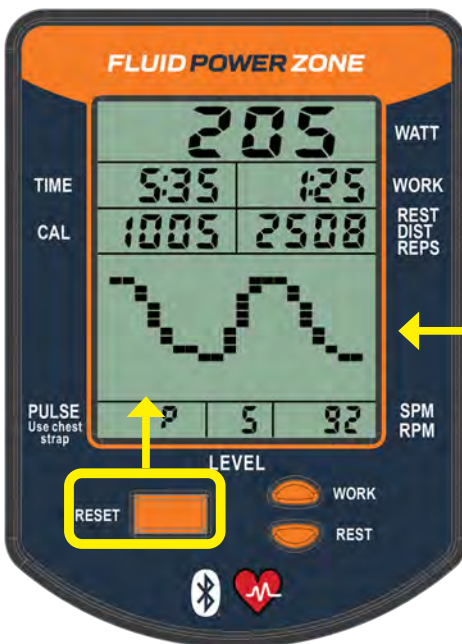 FLUID POWER ZONE
205 WATT
TIME 5:35 1:25 WORK
CAL 1005 2508 REST
DIST
REPS
PULSE P 5 92 SPM
Use chest RPM
strap
LEVEL
RESET WORK
REST